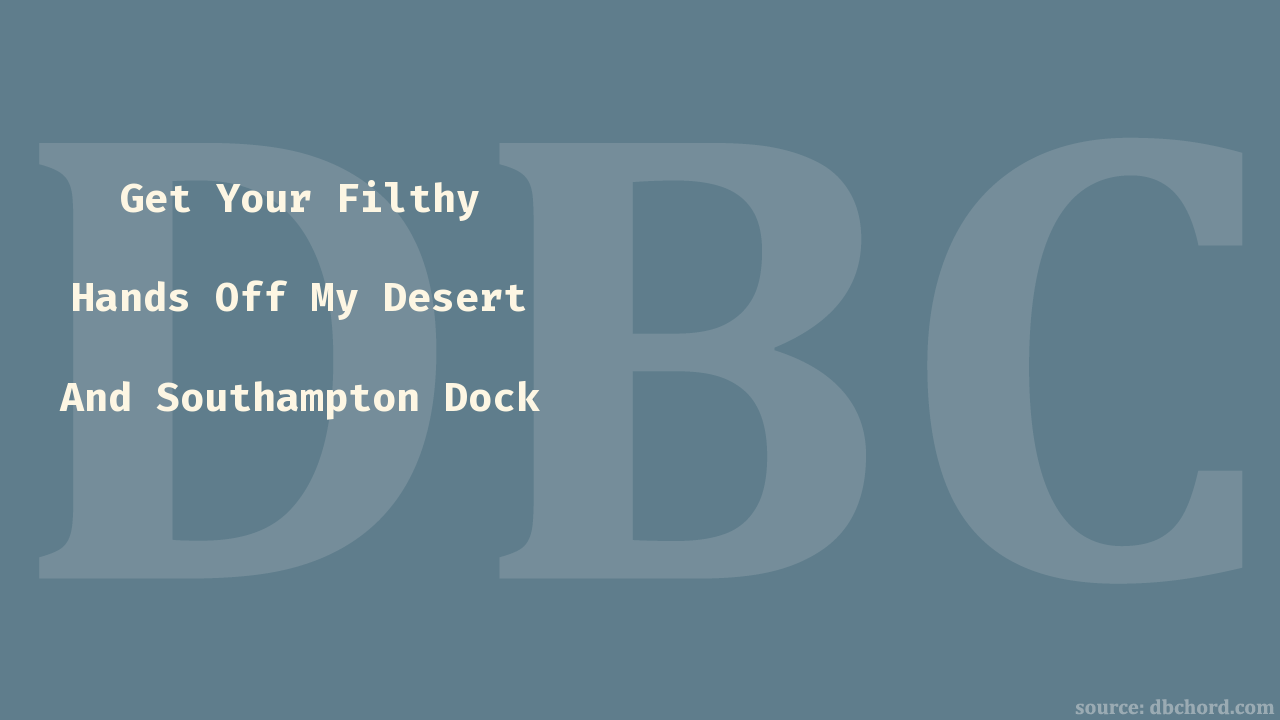 Get Your Filthy
Hands Off My Desert
And Southampton Dock
DBC
source: dbchord.com